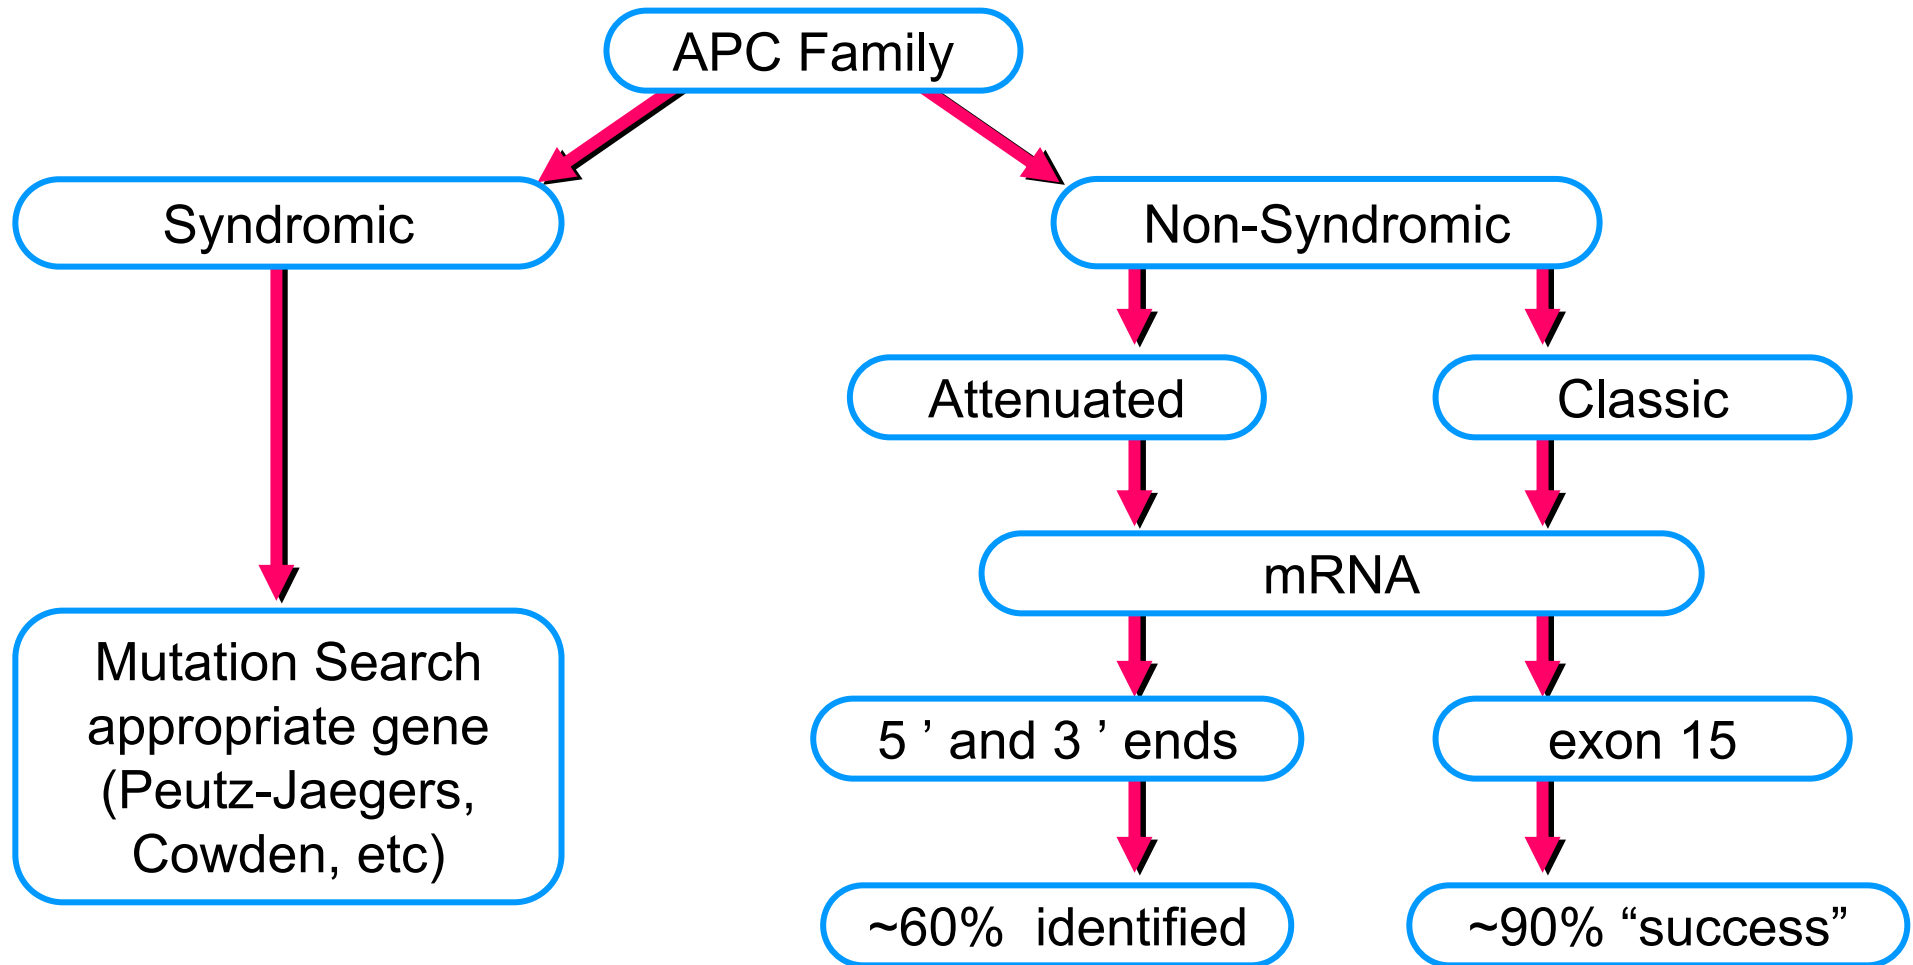 APC Family
Syndromic
Non-Syndromic
Attenuated
Classic
mRNA
Mutation Search
appropriate gene
(Peutz-Jaegers,
Cowden, etc)
5 ’ and 3 ’ ends
exon 15
~60%  identified
~90% “success”